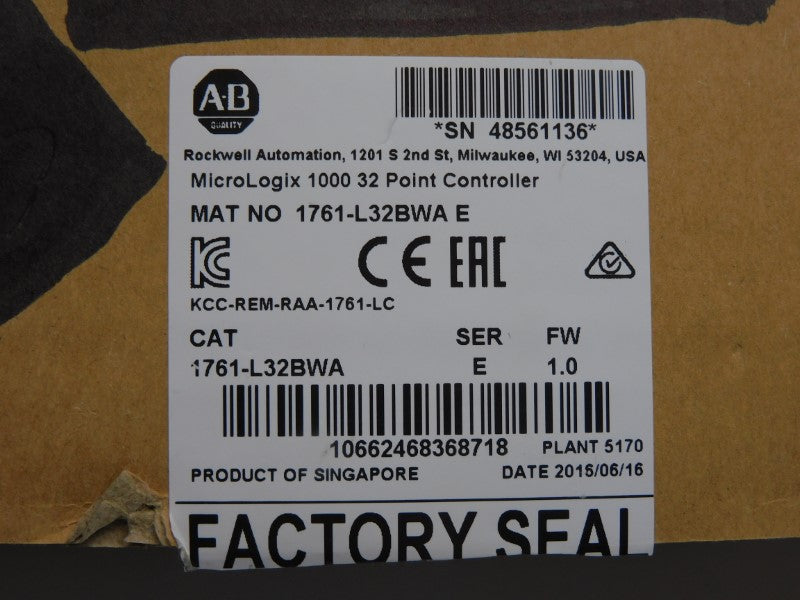 A-B
QUALITY
*SN 48561136*
Rockwell Automation, 1201 S 2nd St, Milwaukee, WI 53204, USA
MicroLogix 1000 32 Point Controller
MAT NO 1761-L32BWA E
KC CE EAC
KCC-REM-RAA-1761-LC
CAT SER FW
1761-L32BWA E 1.0
10662468368718 PLANT 5170
PRODUCT OF SINGAPORE DATE 2016/06/16
FACTORY SEAL